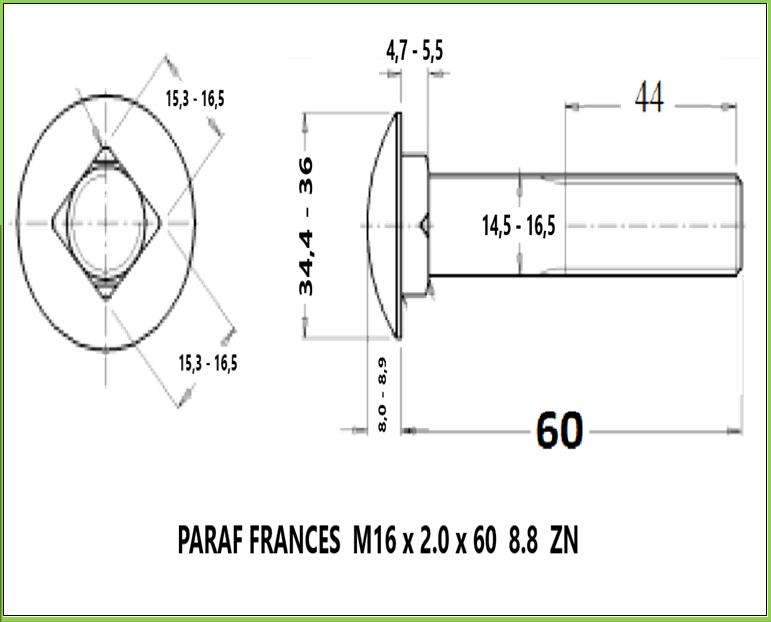 4,7 - 5,5
15,3 - 16,5
44
34,4 - 36
14,5 - 16,5
15,3 - 16,5
8,0 - 8,9
60
PARAF FRANCES M16 x 2.0 x 60 8.8 ZN